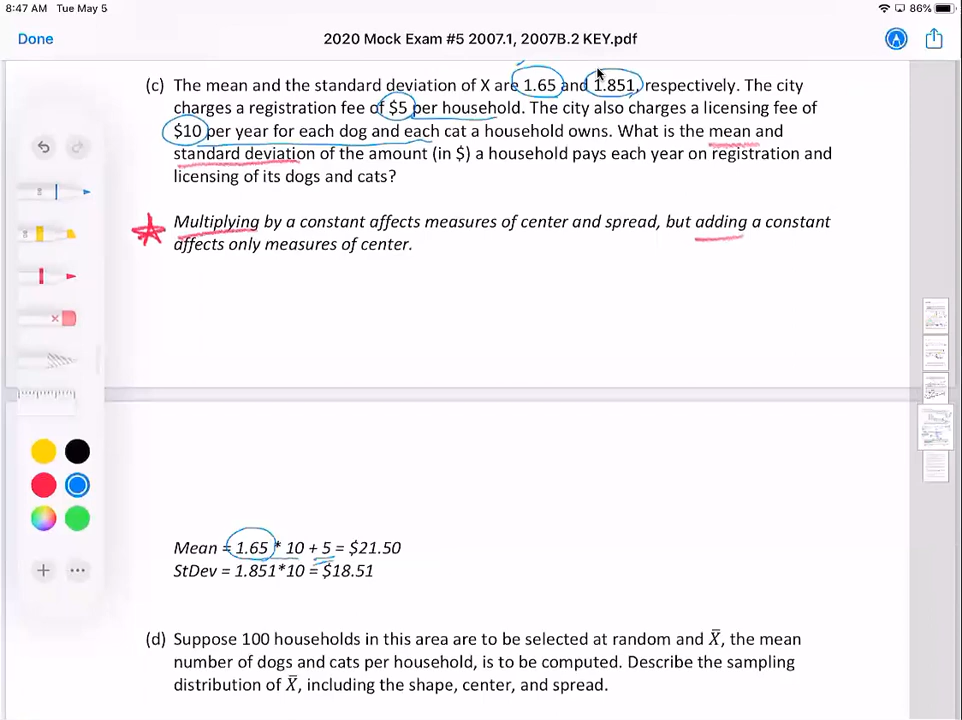 8:47 AM Tue May 5
86%
Done
2020 Mock Exam #5 2007.1, 2007B.2 KEY.pdf
(c) The mean and the standard deviation of X are 1.65 and 1.851, respectively. The city
charges a registration fee of $5 per household. The city also charges a licensing fee of
$10 per year for each dog and each cat a household owns. What is the mean and
standard deviation of the amount (in $) a household pays each year on registration and
licensing of its dogs and cats?
Multiplying by a constant affects measures of center and spread, but adding a constant
affects only measures of center.
Mean = 1.65 * 10 + 5 = $21.50
StDev = 1.851*10 = $18.51
(d) Suppose 100 households in this area are to be selected at random and X̄, the mean
number of dogs and cats per household, is to be computed. Describe the sampling
distribution of X̄, including the shape, center, and spread.